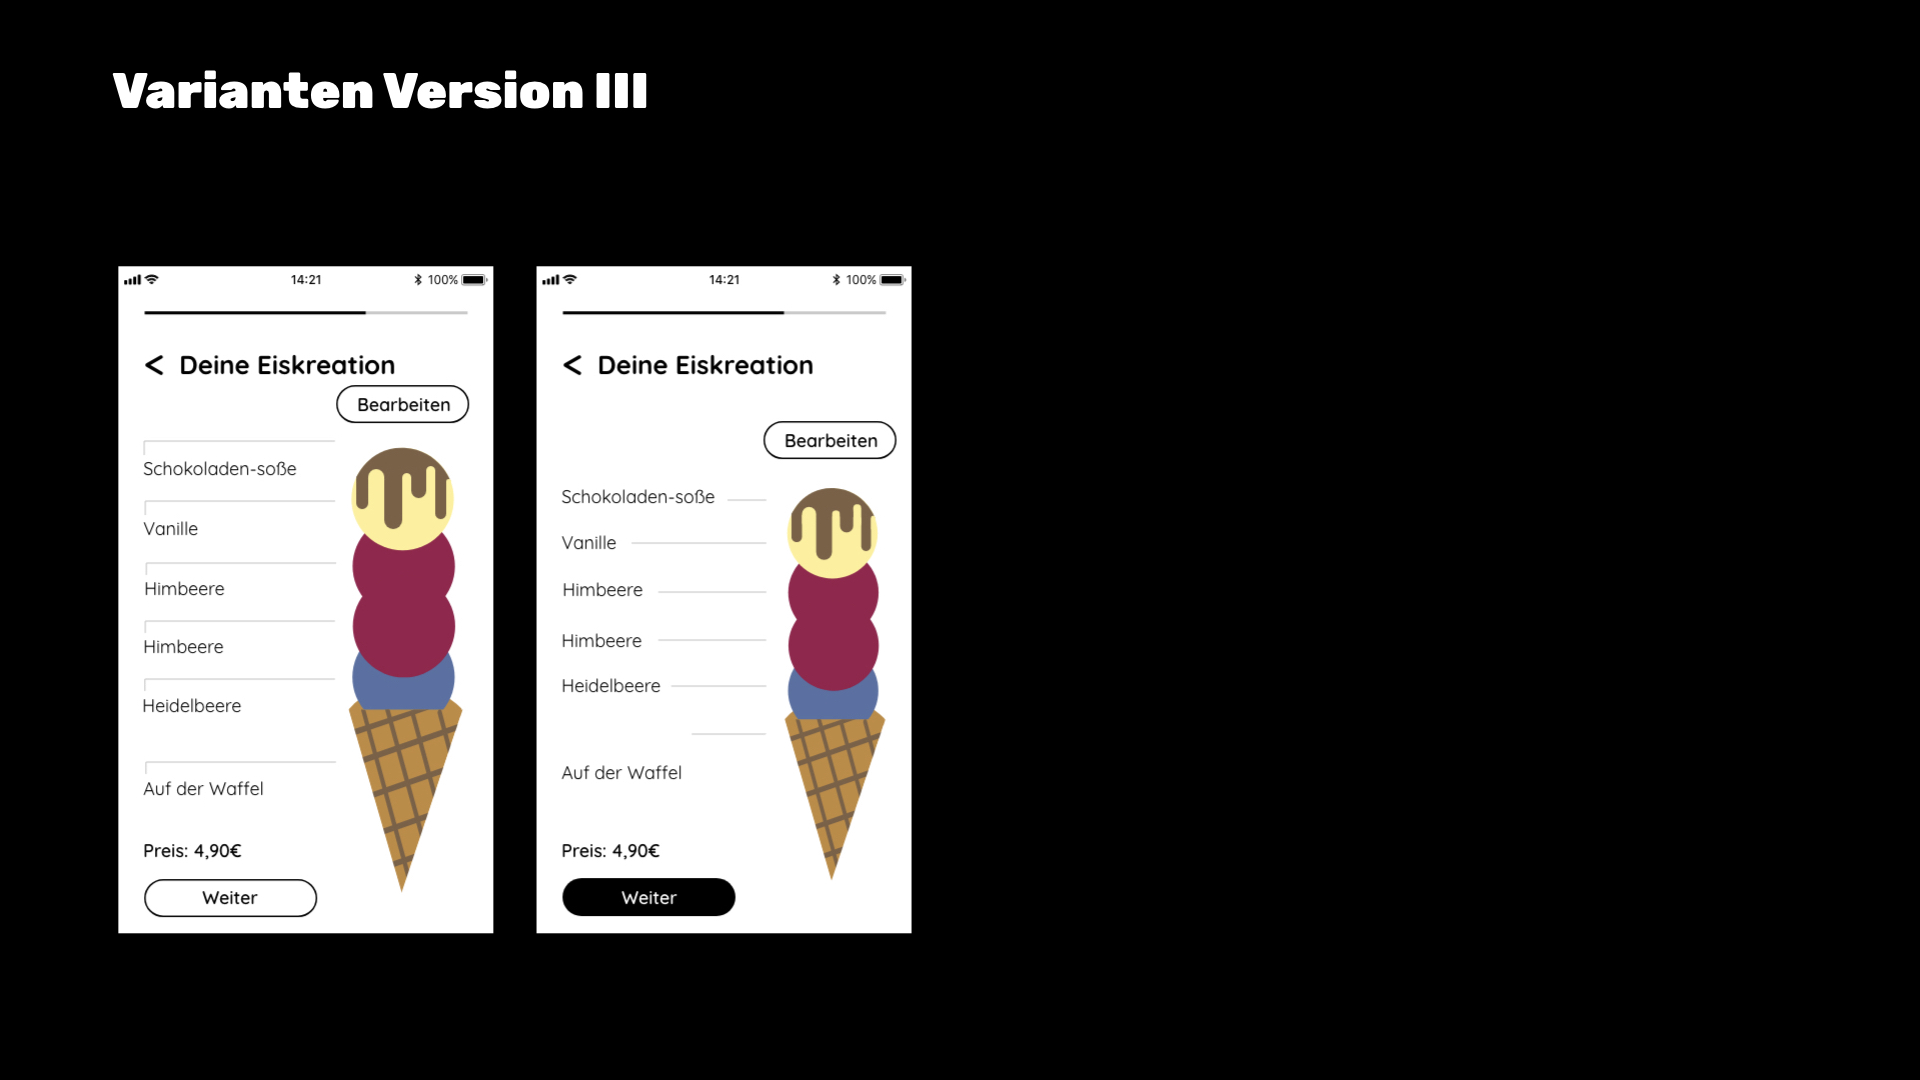 Varianten Version III
14:21
100%
< Deine Eiskreation
Bearbeiten
Schokoladen-soße
Vanille
Himbeere
Himbeere
Heidelbeere
Auf der Waffel
Preis: 4,90€
Weiter
14:21
100%
< Deine Eiskreation
Bearbeiten
Schokoladen-soße
Vanille
Himbeere
Himbeere
Heidelbeere
Auf der Waffel
Preis: 4,90€
Weiter